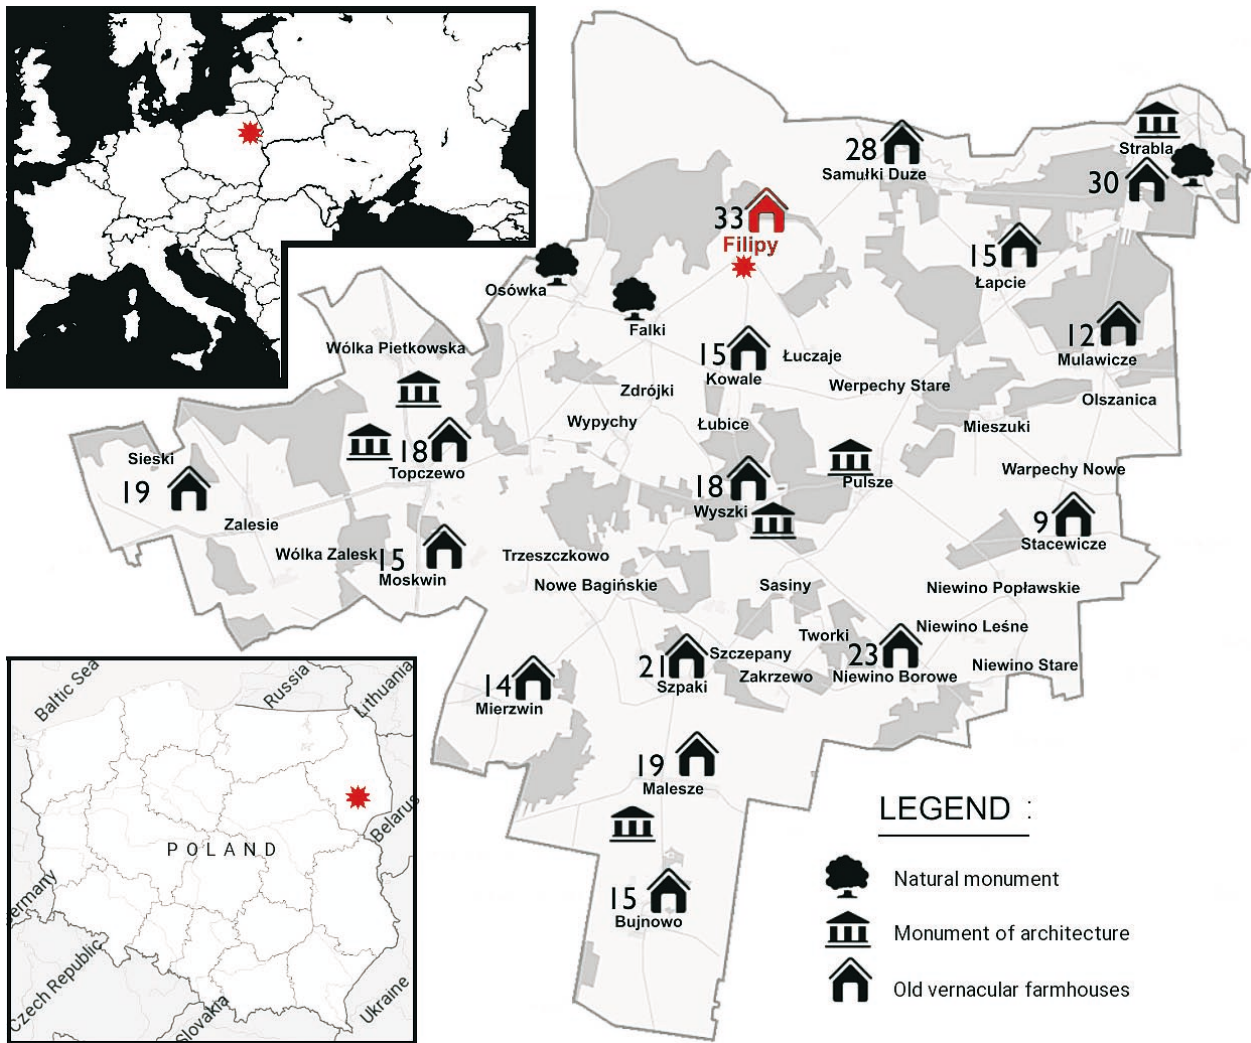 Strabla
28
Samułki Duże
30
33
Filipy
15
Łapcie
Osówka
Falki
12
Mulawicze
Wólka Pietkowska
15
Kowale
Łuczaje
Werpechy Stare
Zdrójki
Olszanica
Wypychy
Łubice
Mieszuki
18
Topczewo
Sieski
19
Warpechy Nowe
Pulsze
18
Wyszki
Zalesie
9
Stacewicze
Wólka Zalesk
15
Moskwin
Trzeszczkowo
Nowe Bagińskie
Sasiny
Niewino Popławskie
Tworki
Niewino Leśne
Szczepany
23
Niewino Borowe
Niewino Stare
21
Szpaki
Zakrzewo
14
Mierzwin
19
Malesze
15
Bujnowo
Baltic Sea
Russia
Lithuania
Belarus
POLAND
Germany
Czech Republic
Slovakia
Ukraine
LEGEND :
Natural monument
Monument of architecture
Old vernacular farmhouses